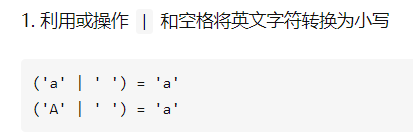 1. 利用或操作 | 和空格将英文字符转换为小写
('a' | ' ') = 'a'
('A' | ' ') = 'a'